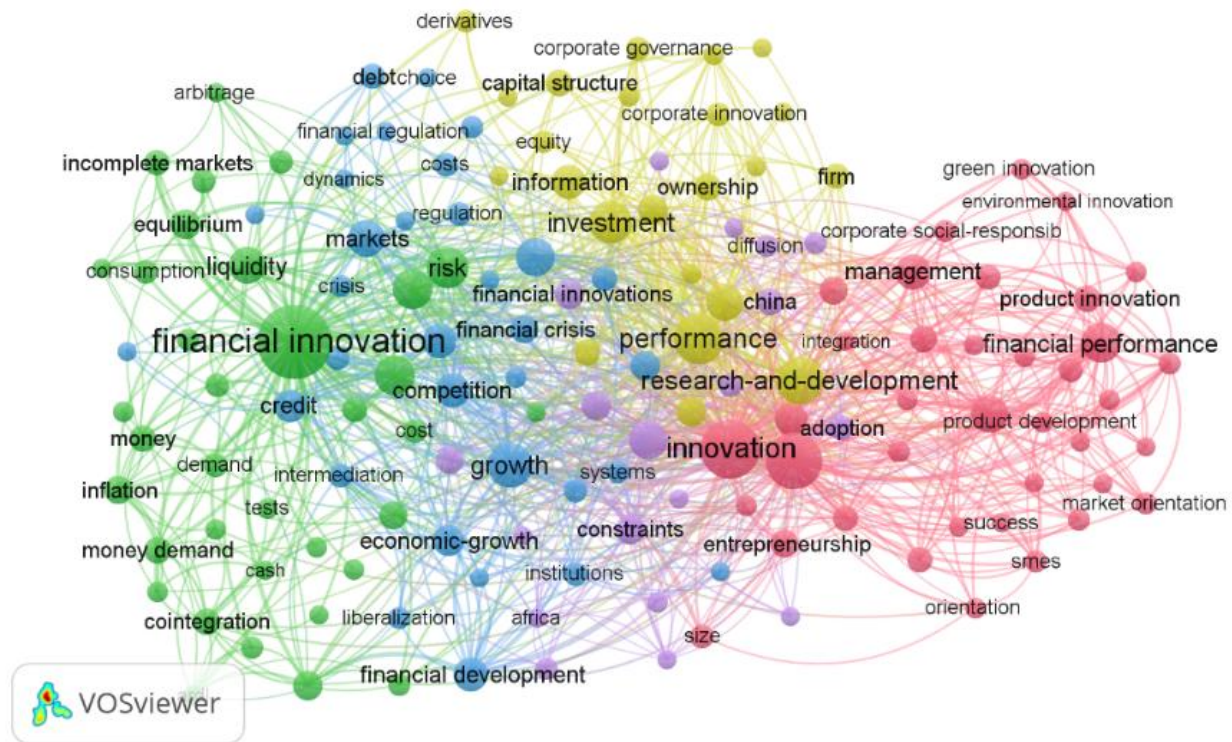 derivatives
corporate governance
debt
choice
capital structure
arbitrage
corporate innovation
financial regulation
equity
incomplete markets
costs
green innovation
dynamics
information
ownership
firm
environmental innovation
equilibrium
regulation
investment
corporate social-responsib
markets
diffusion
consumption
liquidity
risk
management
crisis
financial innovations
china
product innovation
financial innovation
financial crisis
performance
integration
financial performance
competition
research-and-development
credit
money
cost
adoption
product development
demand
growth
innovation
intermediation
systems
inflation
tests
market orientation
constraints
success
money demand
economic-growth
entrepreneurship
cash
institutions
smes
cointegration
liberalization
africa
orientation
size
financial development
VOSviewer